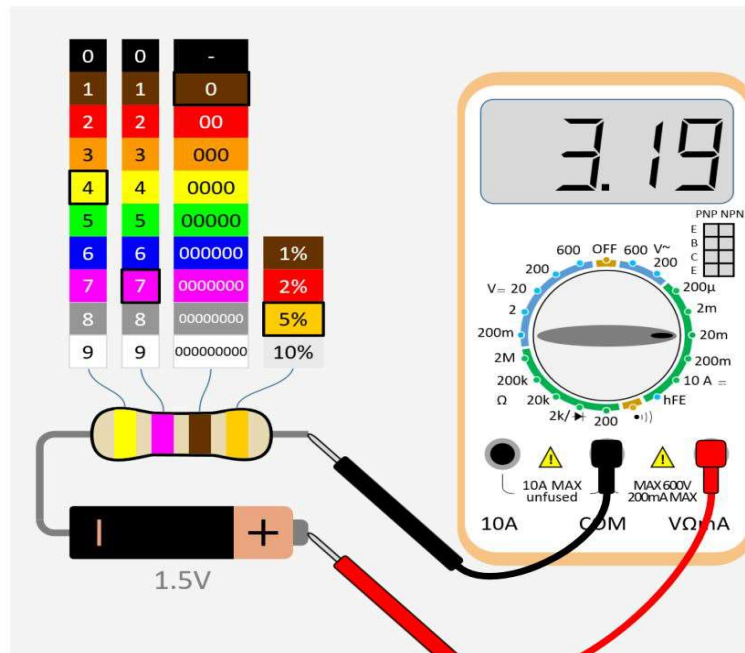 0 0 -
1 1 0
2 2 00
3 3 000
4 4 0000
5 5 00000
6 6 000000 1%
7 7 0000000 2%
8 8 00000000 5%
9 9 000000000 10%
1.5V
3.19
PNP NPN
E
B
C
E
OFF
600
V~
200
200µ
2m
20m
200m
10 A =
hFE
•)))
200
2k/
20k
Ω
200k
2M
200m
2
V= 20
200
600
10A MAX
unfused
MAX 600V
200mA MAX
10A COM VΩmA